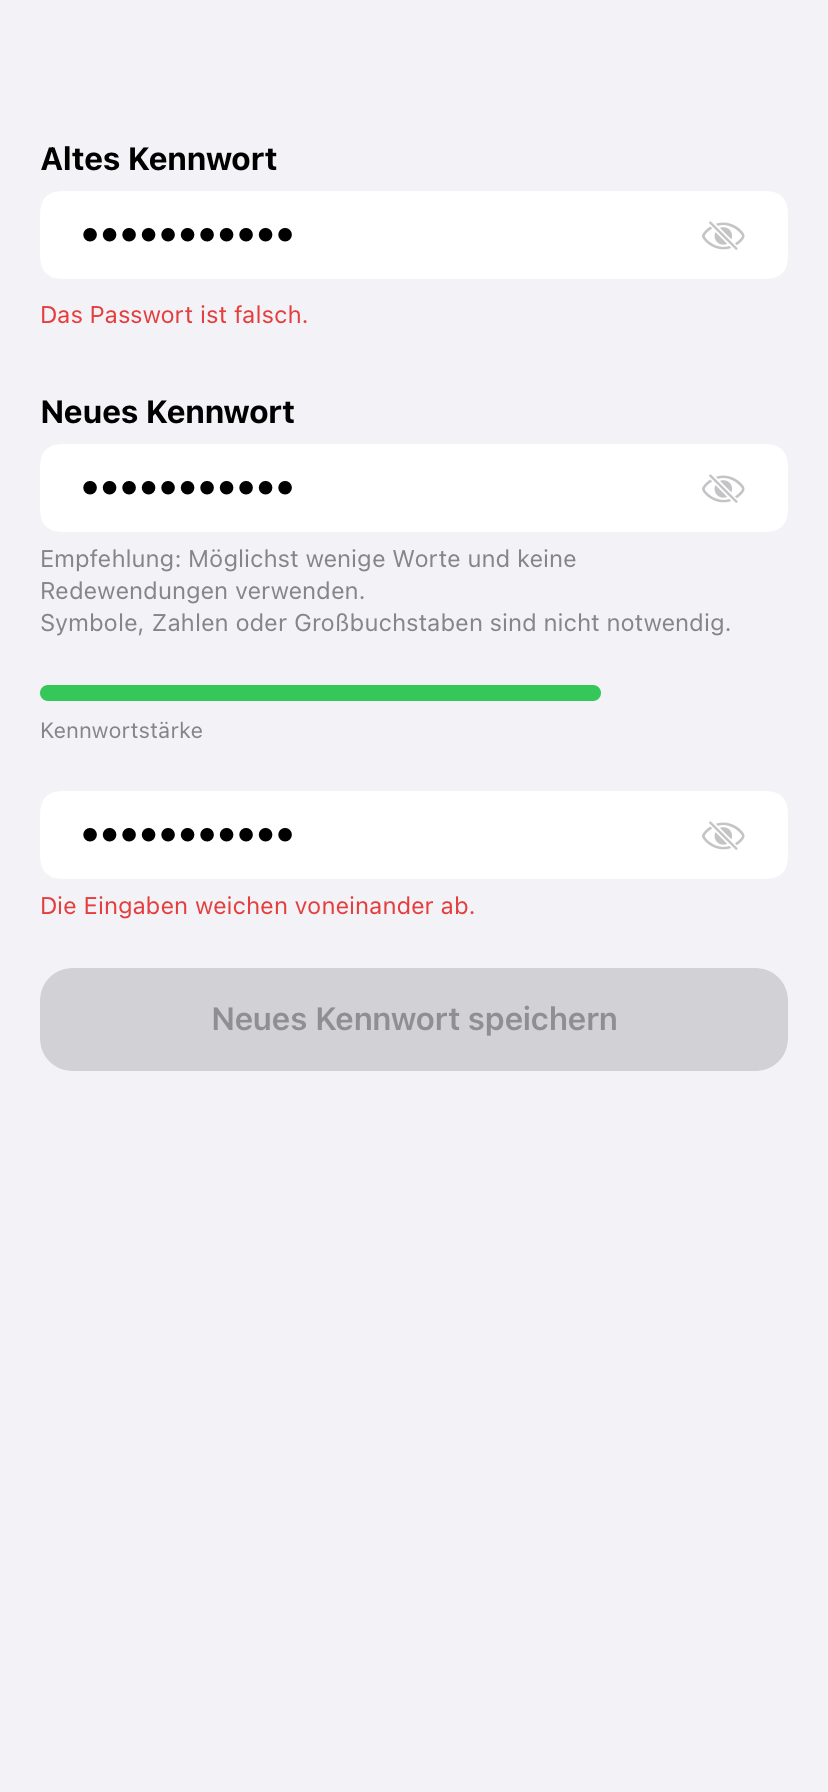 Altes Kennwort
•••••••••••
Das Passwort ist falsch.
Neues Kennwort
•••••••••••
Empfehlung: Möglichst wenige Worte und keine
Redewendungen verwenden.
Symbole, Zahlen oder Großbuchstaben sind nicht notwendig.
Kennwortstärke
•••••••••••
Die Eingaben weichen voneinander ab.
Neues Kennwort speichern